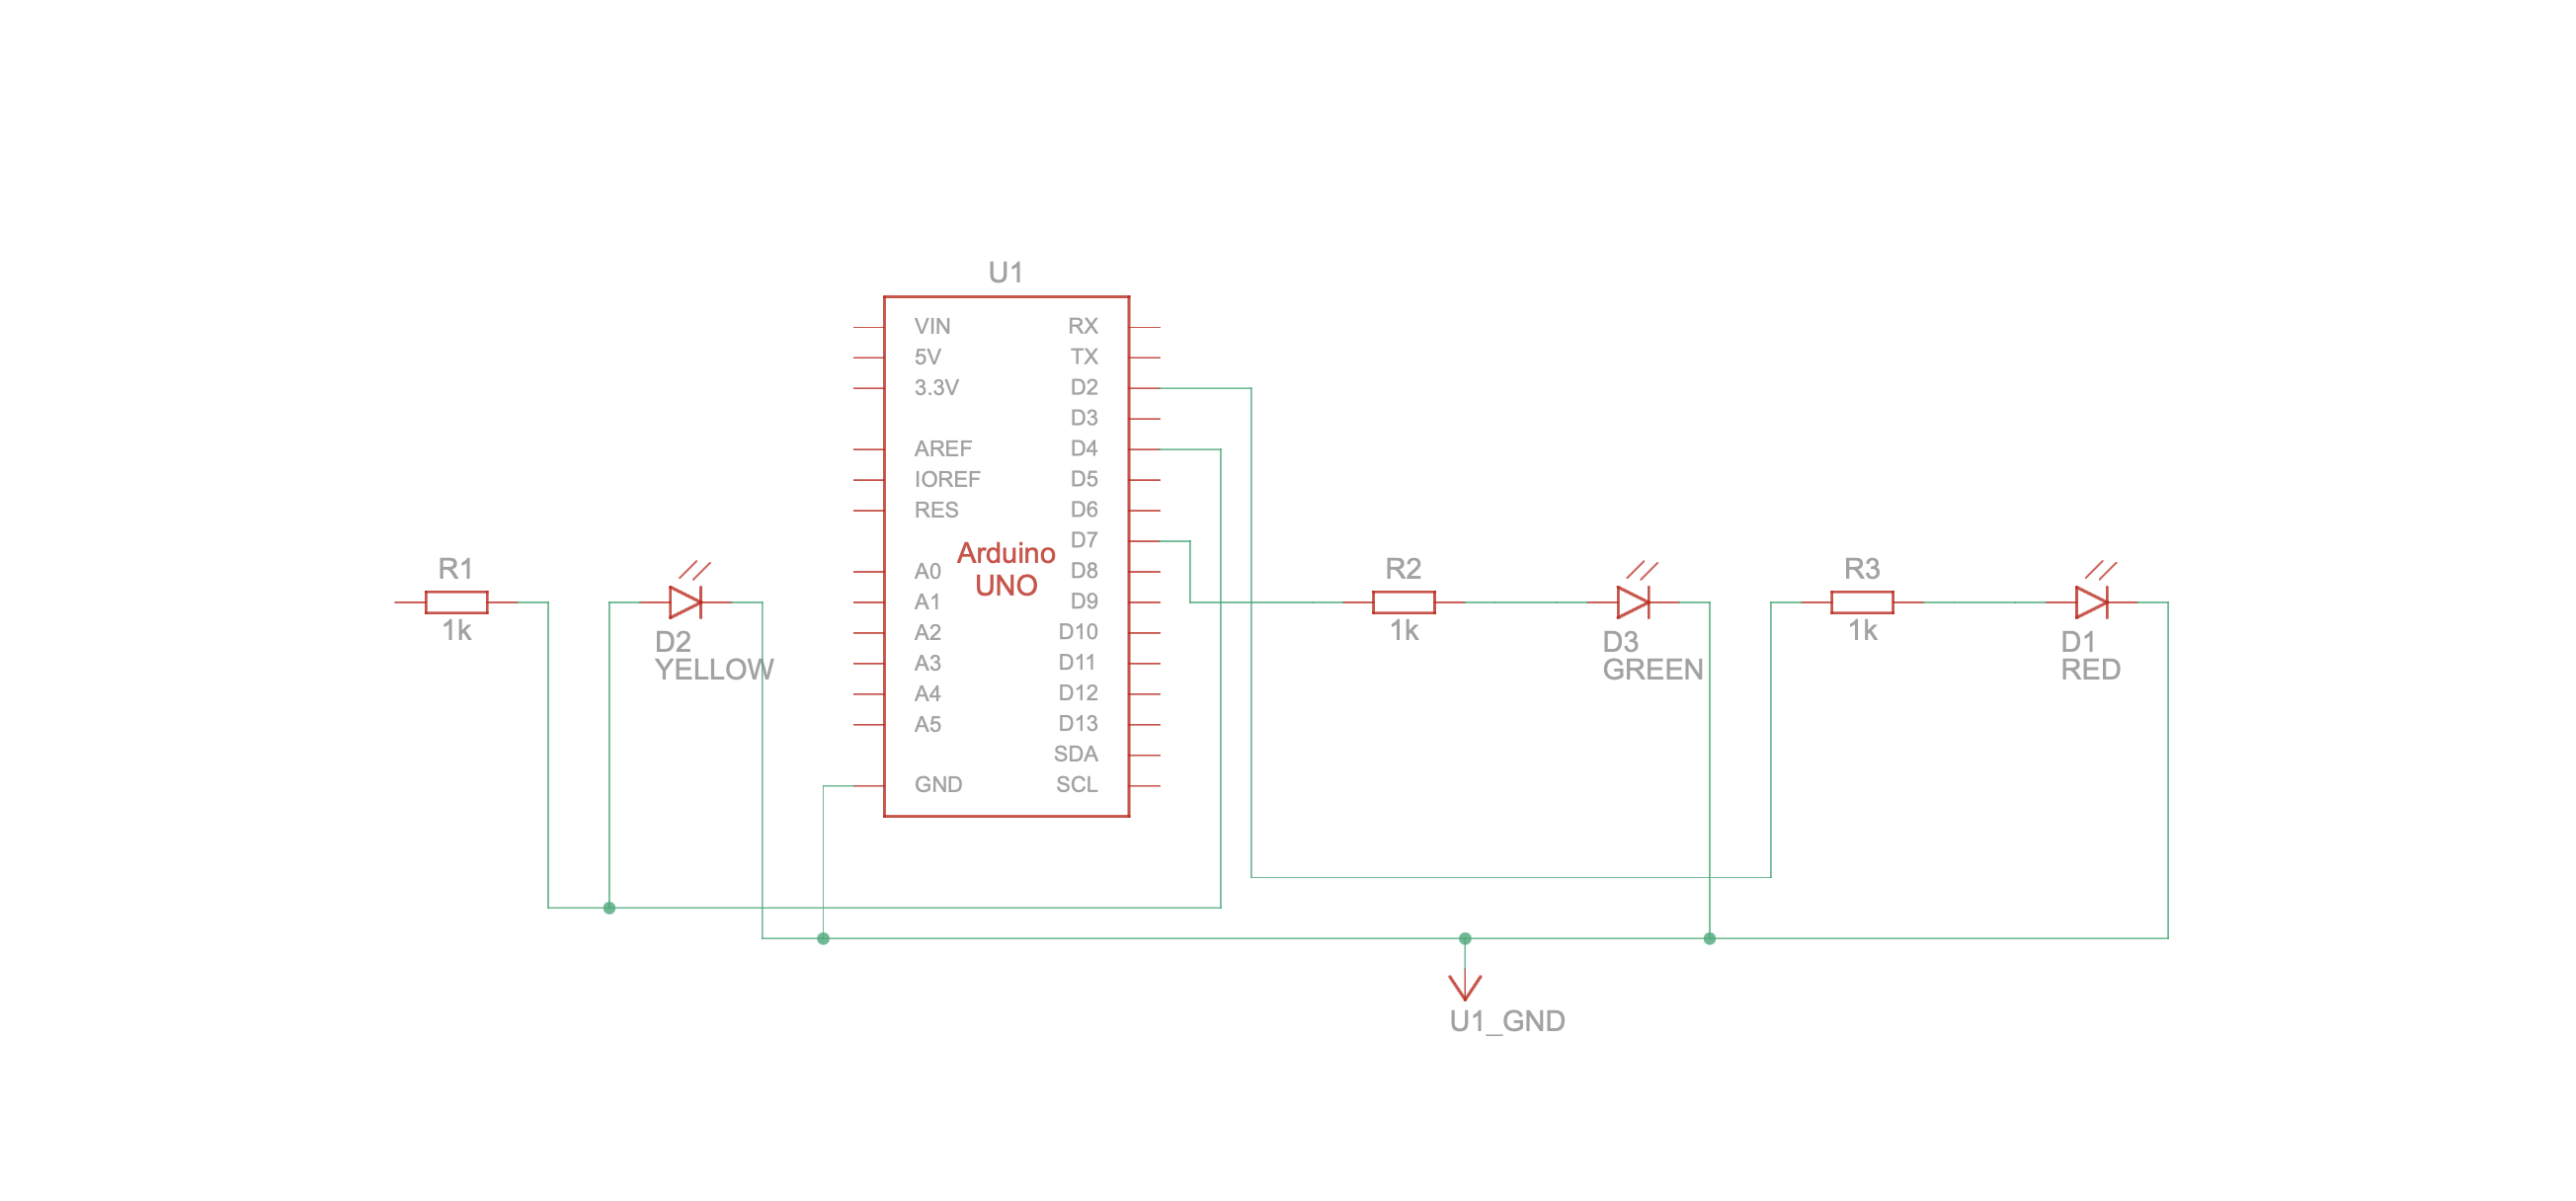 U1
VIN
5V
3.3V
AREF
IOREF
RES
A0
A1
A2
A3
A4
A5
GND
Arduino
UNO
RX
TX
D2
D3
D4
D5
D6
D7
D8
D9
D10
D11
D12
D13
SDA
SCL
R1
1k
D2
YELLOW
R2
1k
D3
GREEN
R3
1k
D1
RED
U1_GND